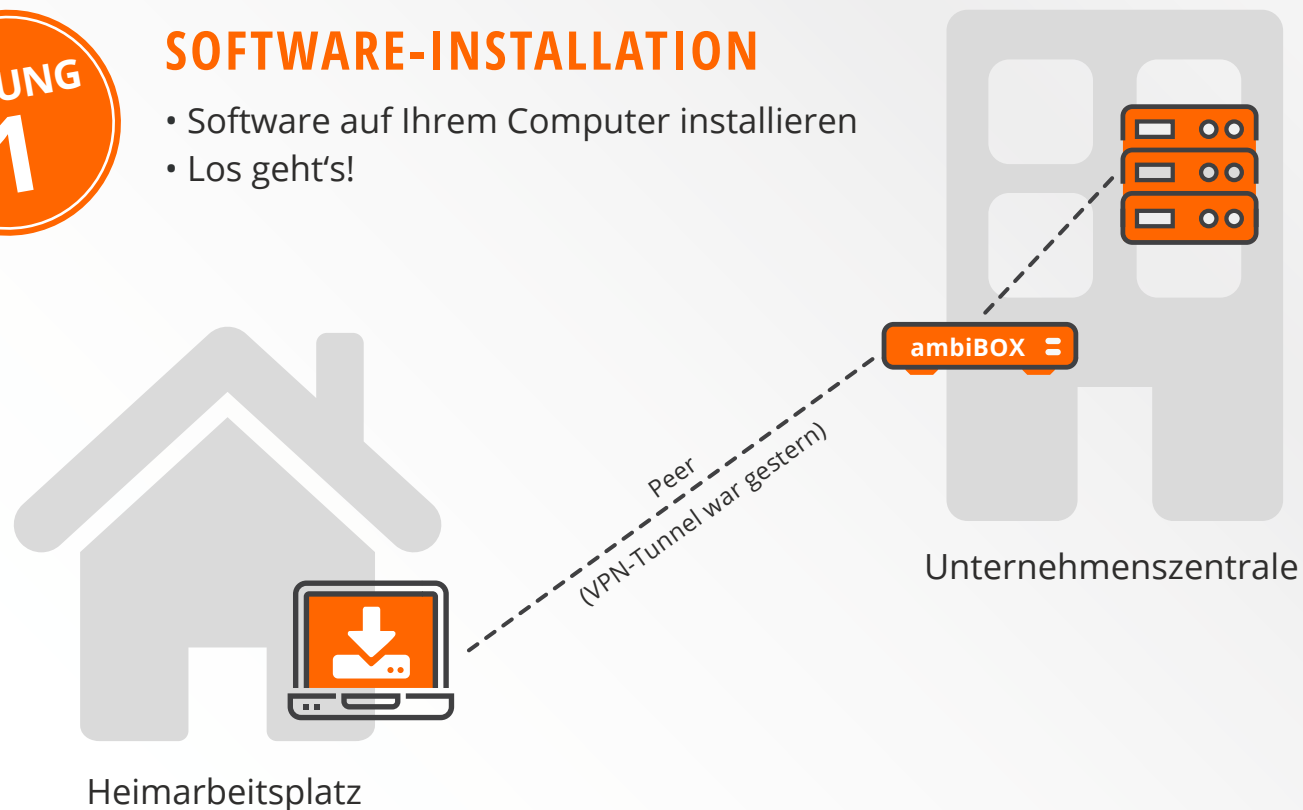 UNG
1
SOFTWARE-INSTALLATION
• Software auf Ihrem Computer installieren
• Los geht‘s!
ambiBOX
Peer
(VPN-Tunnel war gestern)
Unternehmenszentrale
Heimarbeitsplatz